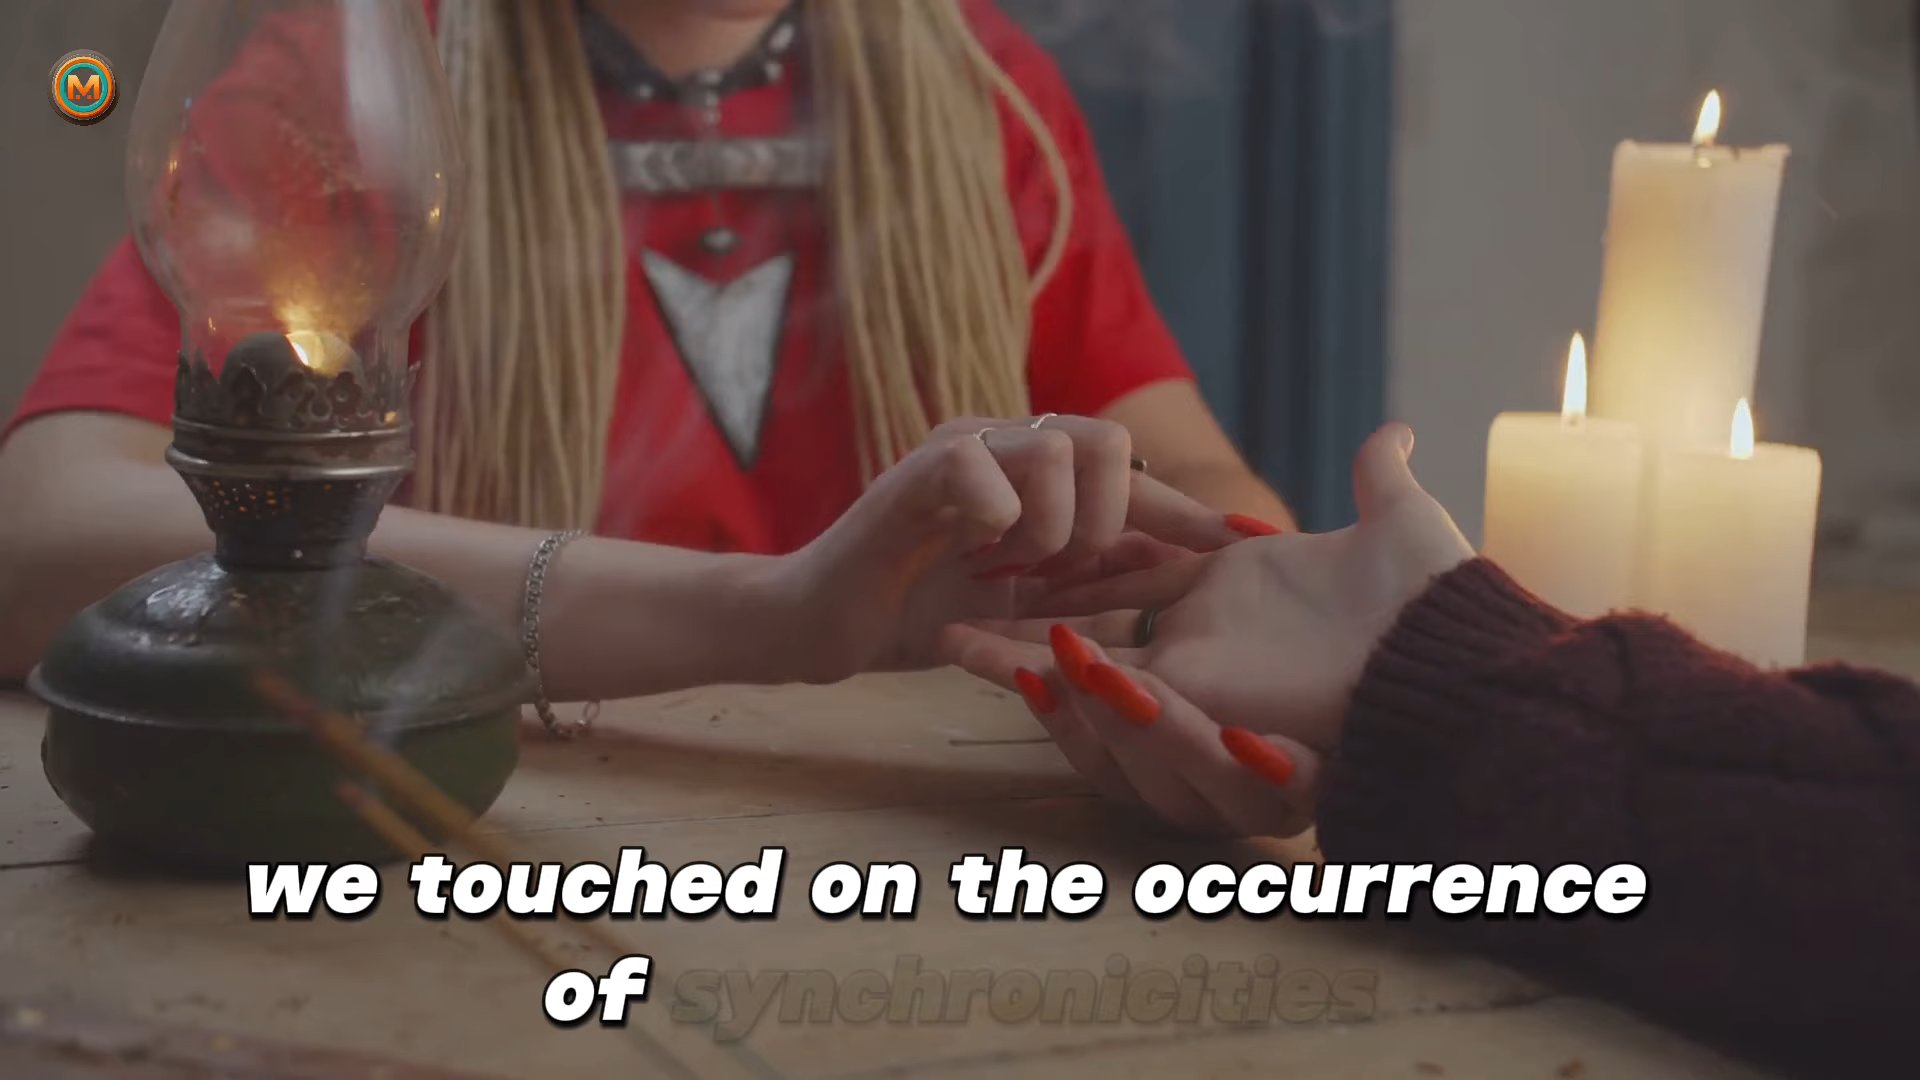 M
we touched on the occurrence
of synchronicities